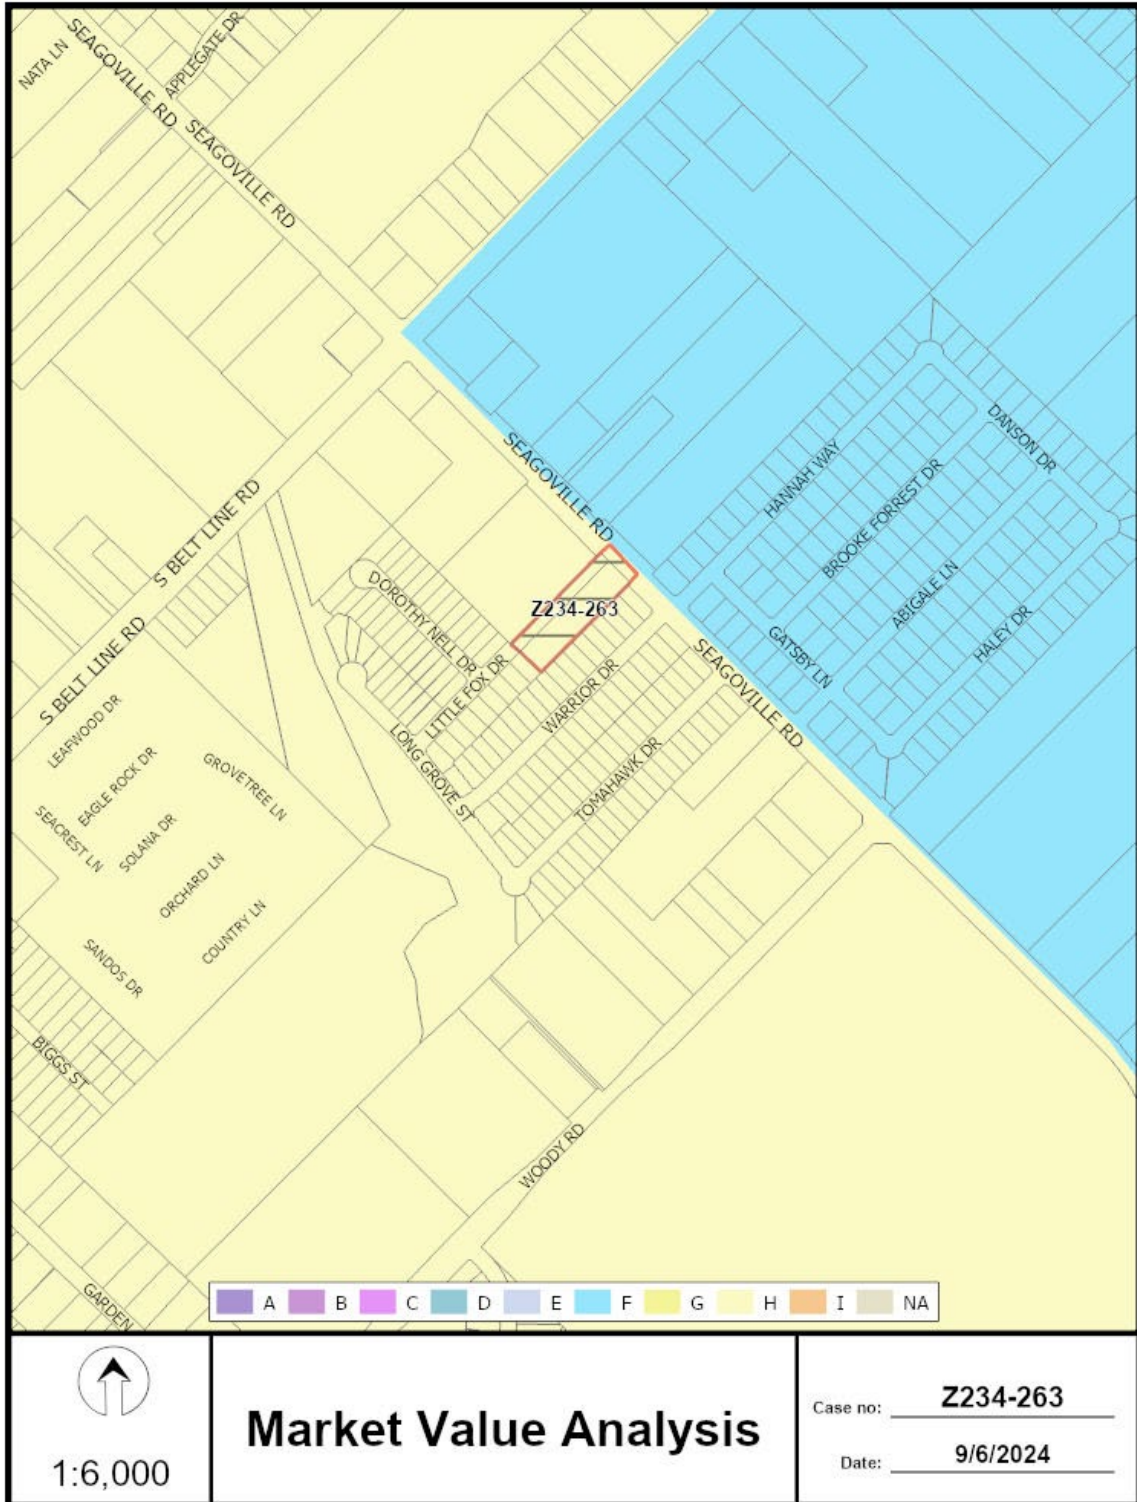 NATA LN
SEAGOVILLE RD
APPLEGATE DR
SEAGOVILLE RD
SEAGOVILLE RD
DANSON DR
HANNAH WAY
BROOKE FORREST DR
S BELT LINE RD
ABIGALE LN
HALEY DR
GATSBY LN
DOROTHY NELL DR
Z234-263
LITTLE FOX DR
WARRIOR DR
SEAGOVILLE RD
S BELT LINE RD
LONG GROVE ST
TOMAHAWK DR
LEAFWOOD DR
EAGLE ROCK DR
GROVETREE LN
SEACREST LN
SOLANA DR
ORCHARD LN
COUNTRY LN
SANDOS DR
BIGGS ST
WOODY RD
GARDEN
A B C D E F G H I NA
1:6,000
Market Value Analysis
Case no: Z234-263
Date: 9/6/2024